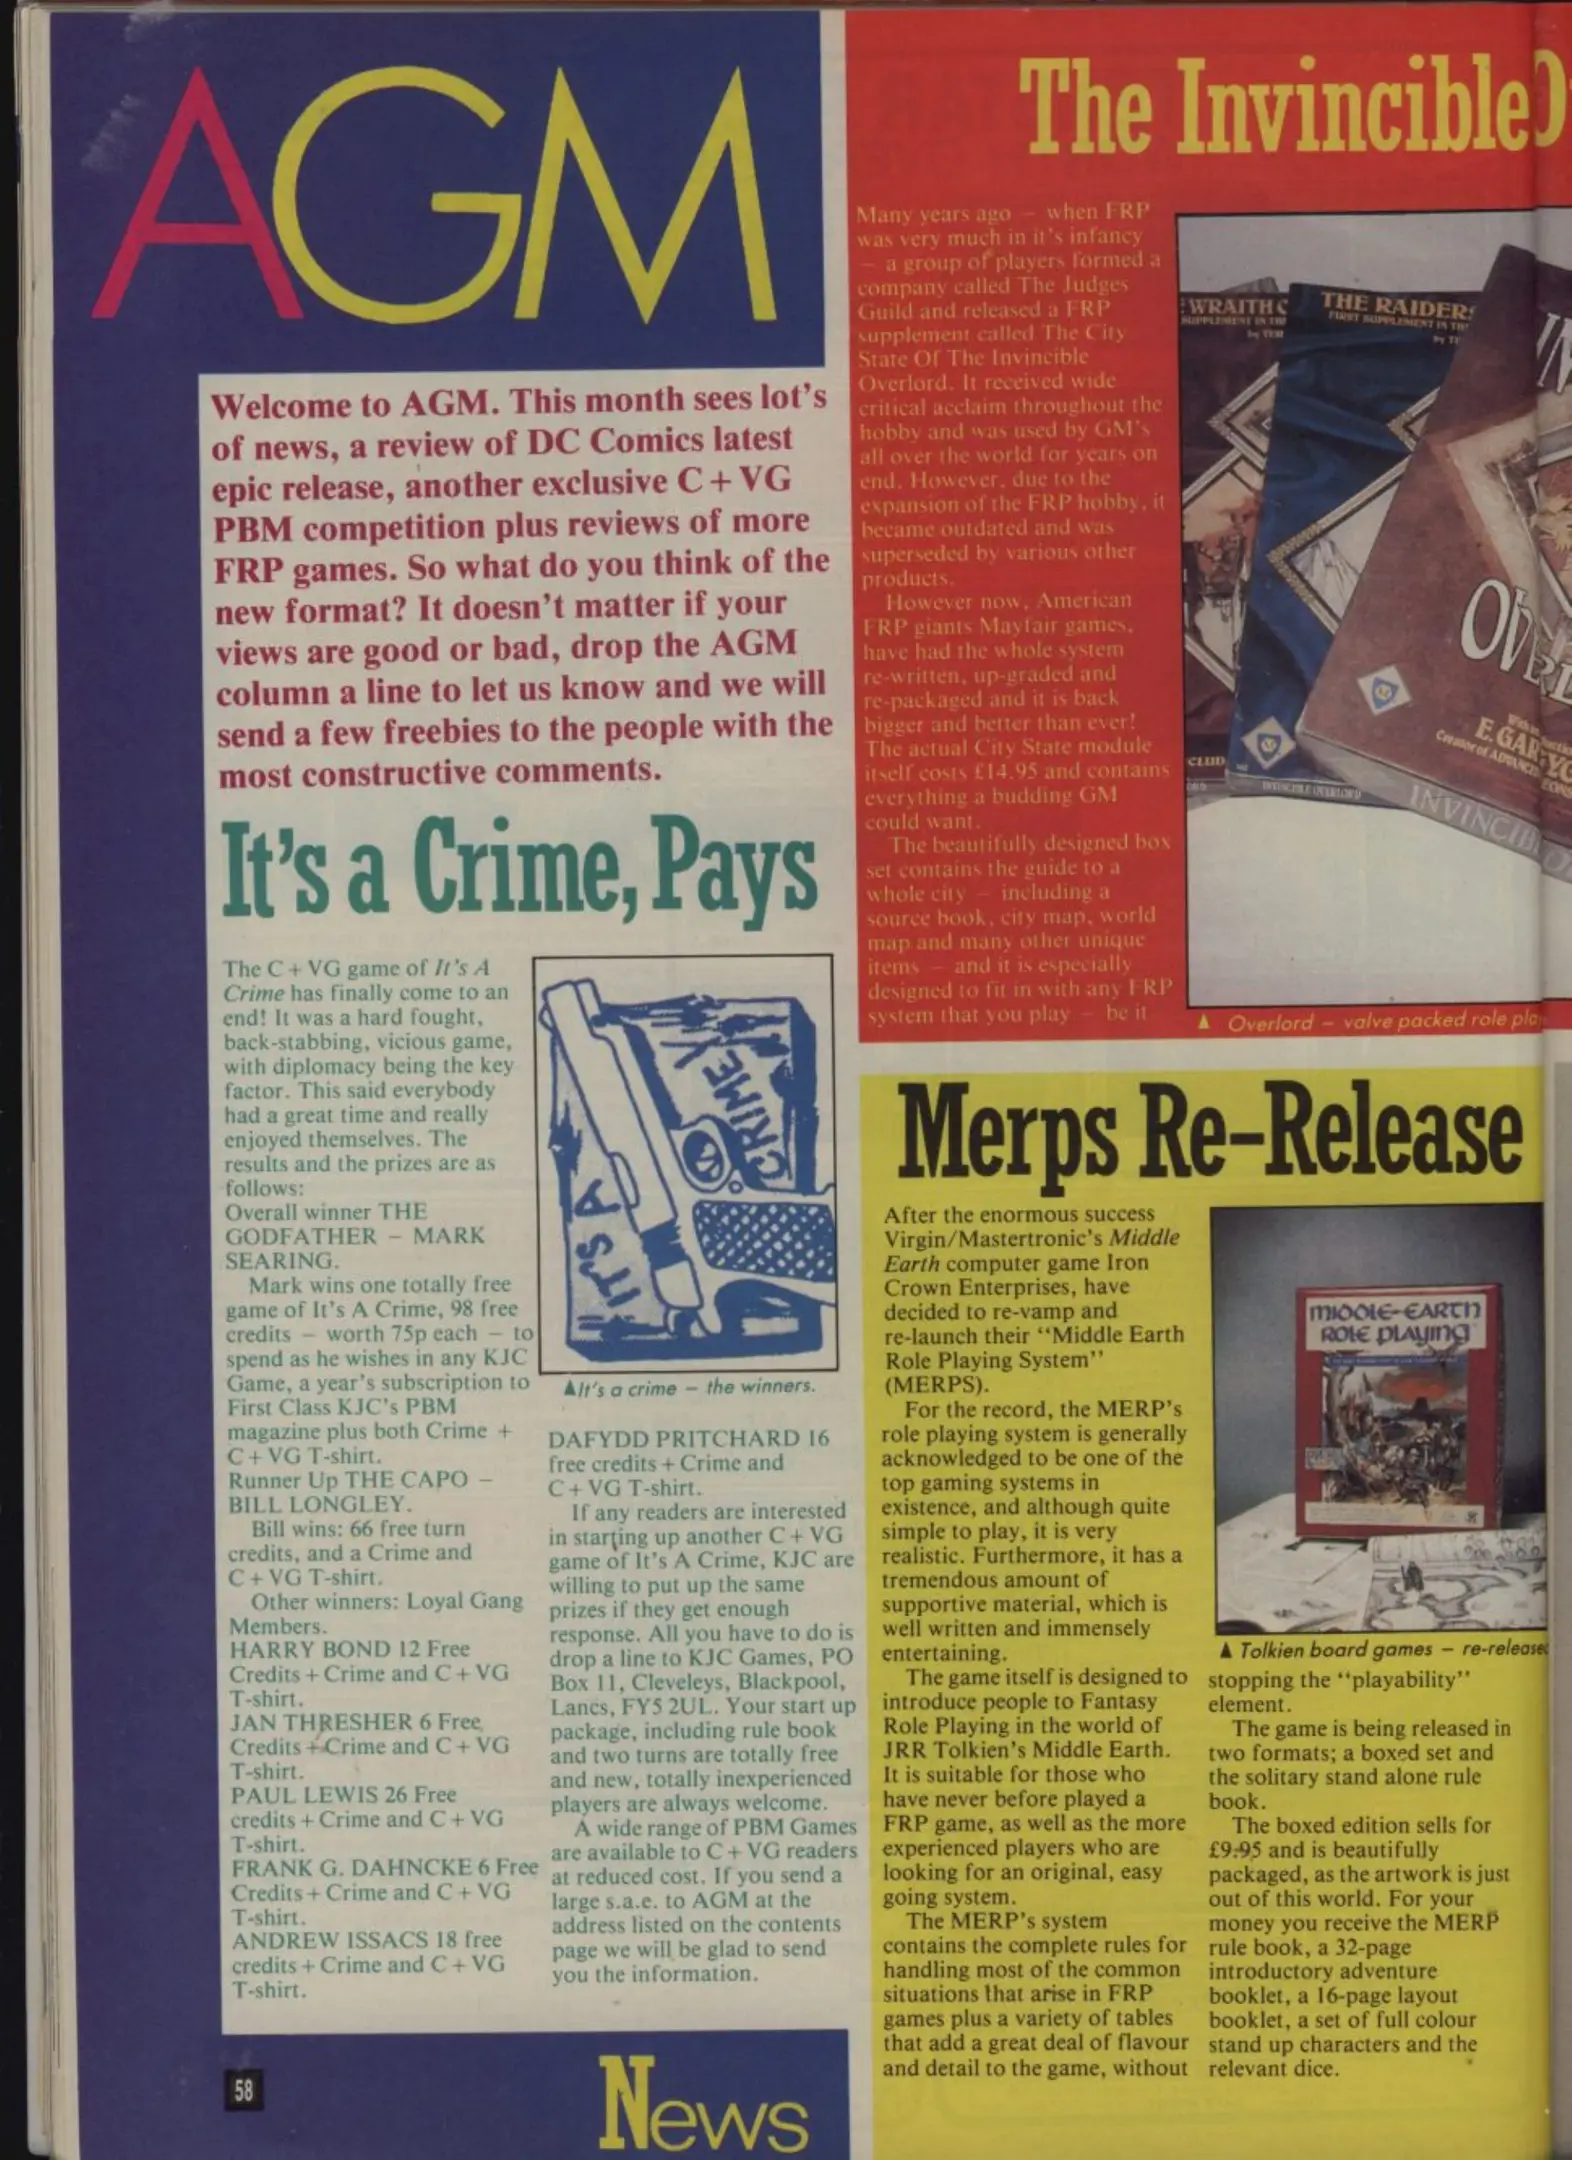 AGM
Welcome to AGM. This month sees lot's
of news, a review of DC Comics latest
epic release, another exclusive C + VG
PBM competition plus reviews of more
FRP games. So what do you think of the
new format? It doesn't matter if your
views are good or bad, drop the AGM
column a line to let us know and we will
send a few freebies to the people with the
most constructive comments.
It's a Crime, Pays
The C + VG game of It's A
Crime has finally come to an
end! It was a hard fought,
back-stabbing, vicious game,
with diplomacy being the key
factor. This said everybody
had a great time and really
enjoyed themselves. The
results and the prizes are as
follows:
Overall winner THE
GODFATHER – MARK
SEARING.
Mark wins one totally free
game of It's A Crime, 98 free
credits – worth 75p each – to
spend as he wishes in any KJC
Game, a year's subscription to
First Class KJC's PBM
magazine plus both Crime +
C + VG T-shirt.
Runner Up THE CAPO –
BILL LONGLEY.
Bill wins: 66 free turn
credits, and a Crime and
C + VG T-shirt.
Other winners: Loyal Gang
Members.
HARRY BOND 12 Free
Credits + Crime and C + VG
T-shirt.
JAN THRESHER 6 Free
Credits + Crime and C + VG
T-shirt.
PAUL LEWIS 26 Free
credits + Crime and C + VG
T-shirt.
FRANK G. DAHNCKE 6 Free
Credits + Crime and C + VG
T-shirt.
ANDREW ISSACS 18 free
credits + Crime and C + VG
T-shirt.
IT'S A
CRIME!
▲It's a crime – the winners.
DAFYDD PRITCHARD 16
free credits + Crime and
C + VG T-shirt.
If any readers are interested
in starting up another C + VG
game of It's A Crime, KJC are
willing to put up the same
prizes if they get enough
response. All you have to do is
drop a line to KJC Games, PO
Box 11, Cleveleys, Blackpool,
Lancs, FY5 2UL. Your start up
package, including rule book
and two turns are totally free
and new, totally inexperienced
players are always welcome.
A wide range of PBM Games
are available to C + VG readers
at reduced cost. If you send a
large s.a.e. to AGM at the
address listed on the contents
page we will be glad to send
you the information.
58
News
The Invincible O
Many years ago – when FRP
was very much in it's infancy
– a group of players formed a
company called The Judges
Guild and released a FRP
supplement called The City
State Of The Invincible
Overlord. It received wide
critical acclaim throughout the
hobby and was used by GM's
all over the world for years on
end. However, due to the
expansion of the FRP hobby, it
became outdated and was
superseded by various other
products.
However now, American
FRP giants Mayfair games,
have had the whole system
re-written, up-graded and
re-packaged and it is back
bigger and better than ever!
The actual City State module
itself costs £14.95 and contains
everything a budding GM
could want.
The beautifully designed box
set contains the guide to a
whole city – including a
source book, city map, world
map and many other unique
items – and it is especially
designed to fit in with any FRP
system that you play – be it
WRAITH
THE RAIDERS
FIRST SUPPLEMENT IN
INVINCIBLE OVERLORD
E. GAR
▲ Overlord – valve packed role pla
Merps Re-Release
After the enormous success
Virgin/Mastertronic's Middle
Earth computer game Iron
Crown Enterprises, have
decided to re-vamp and
re-launch their "Middle Earth
Role Playing System"
(MERPS).
For the record, the MERP's
role playing system is generally
acknowledged to be one of the
top gaming systems in
existence, and although quite
simple to play, it is very
realistic. Furthermore, it has a
tremendous amount of
supportive material, which is
well written and immensely
entertaining.
The game itself is designed to
introduce people to Fantasy
Role Playing in the world of
JRR Tolkien's Middle Earth.
It is suitable for those who
have never before played a
FRP game, as well as the more
experienced players who are
looking for an original, easy
going system.
The MERP's system
contains the complete rules for
handling most of the common
situations that arise in FRP
games plus a variety of tables
that add a great deal of flavour
and detail to the game, without
MIDDLE-EARTH
ROLE PLAYING
▲ Tolkien board games – re-released
stopping the "playability"
element.
The game is being released in
two formats; a boxed set and
the solitary stand alone rule
book.
The boxed edition sells for
£9.95 and is beautifully
packaged, as the artwork is just
out of this world. For your
money you receive the MERP
rule book, a 32-page
introductory adventure
booklet, a 16-page layout
booklet, a set of full colour
stand up characters and the
relevant dice.